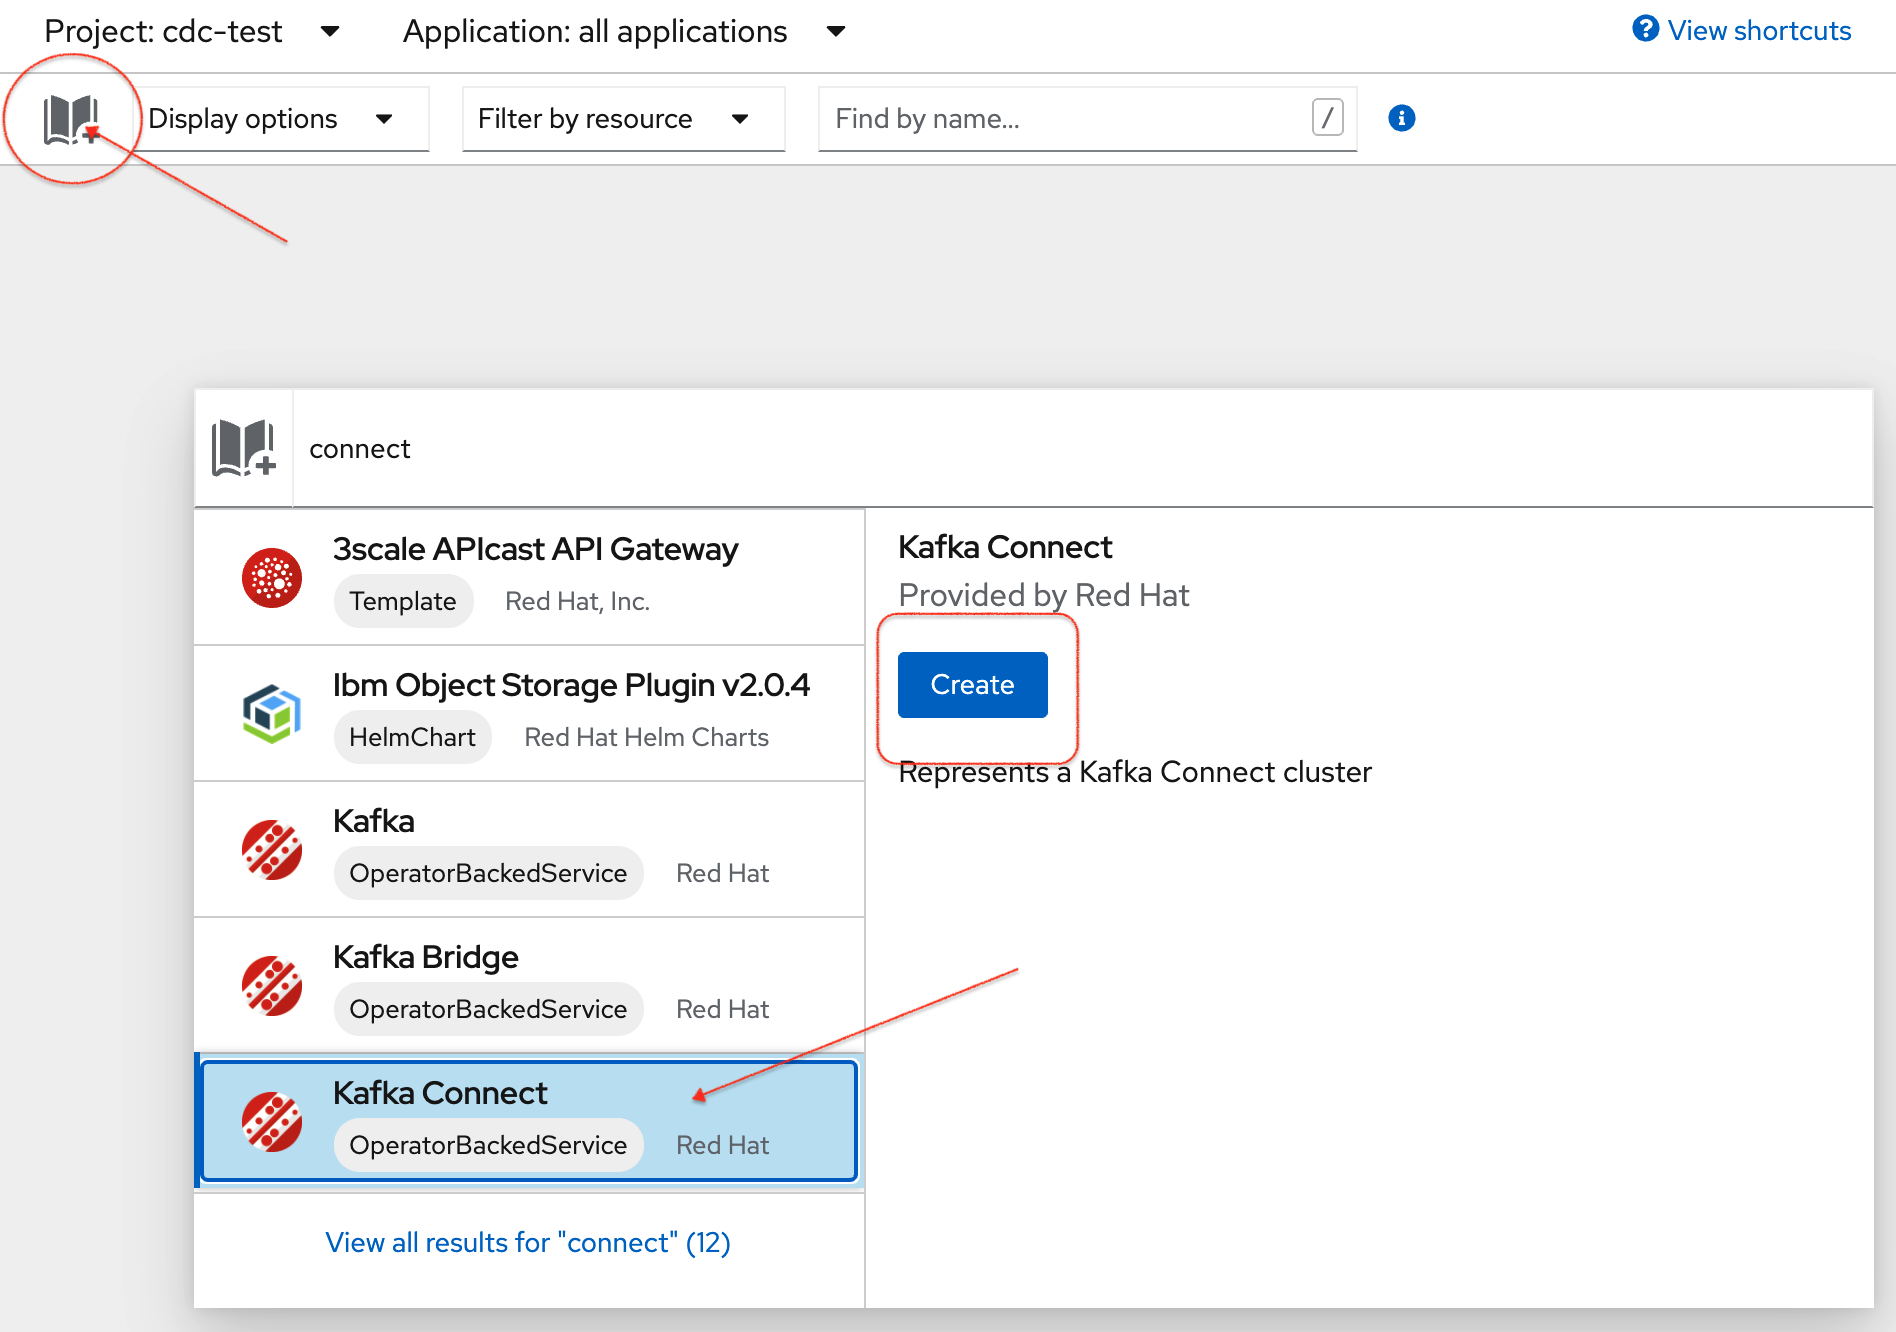 Project: cdc-test Application: all applications View shortcuts
Display options Filter by resource Find by name... /
connect
3scale APIcast API Gateway
Template Red Hat, Inc.
Ibm Object Storage Plugin v2.0.4
HelmChart Red Hat Helm Charts
Kafka
OperatorBackedService Red Hat
Kafka Bridge
OperatorBackedService Red Hat
Kafka Connect
OperatorBackedService Red Hat
View all results for "connect" (12)
Kafka Connect
Provided by Red Hat
Create
Represents a Kafka Connect cluster